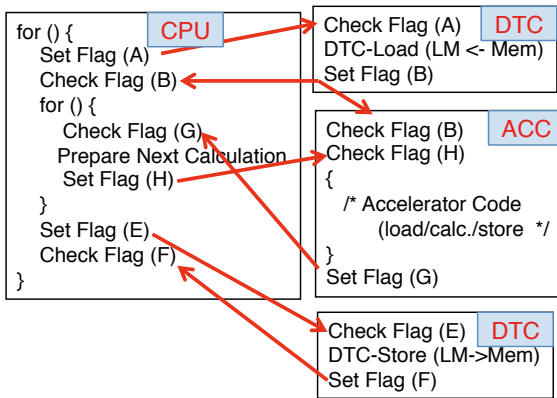 for () {
CPU
Set Flag (A)
Check Flag (B)
for () {
Check Flag (G)
Prepare Next Calculation
Set Flag (H)
}
Set Flag (E)
Check Flag (F)
}
Check Flag (A)
DTC
DTC-Load (LM <- Mem)
Set Flag (B)
Check Flag (B)
ACC
Check Flag (H)
{
/* Accelerator Code
(load/calc./store */
}
Set Flag (G)
Check Flag (E)
DTC
DTC-Store (LM->Mem)
Set Flag (F)